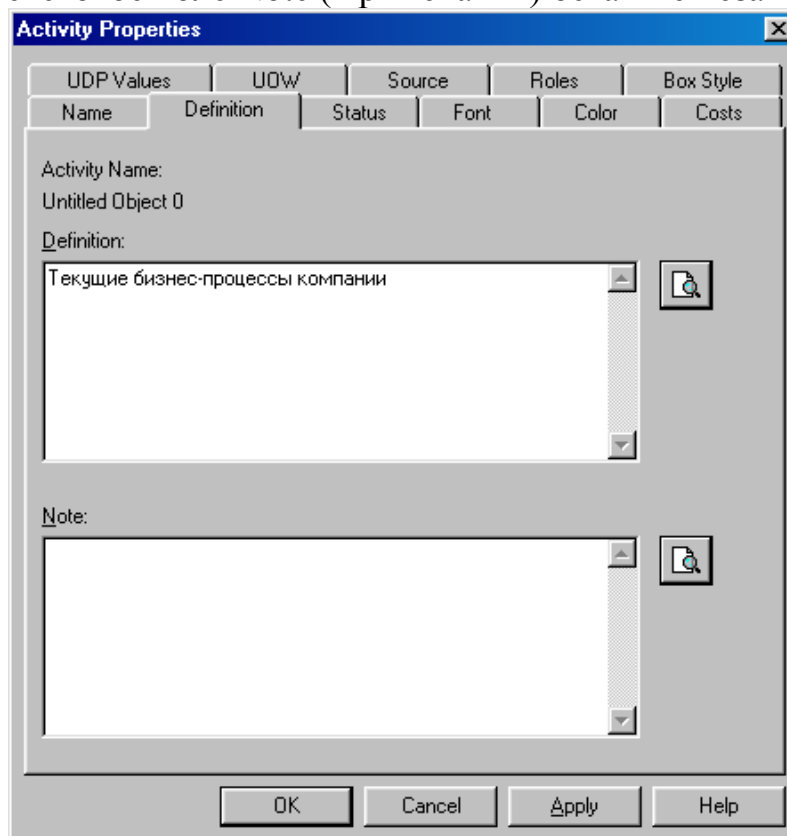 Note (
)
Activity Properties
UDP Values UOW Source Roles Box Style
Name Definition Status Font Color Costs
Activity Name:
Untitled Object 0
Definition:
Текущие бизнес-процессы компании
Note:
OK Cancel Apply Help